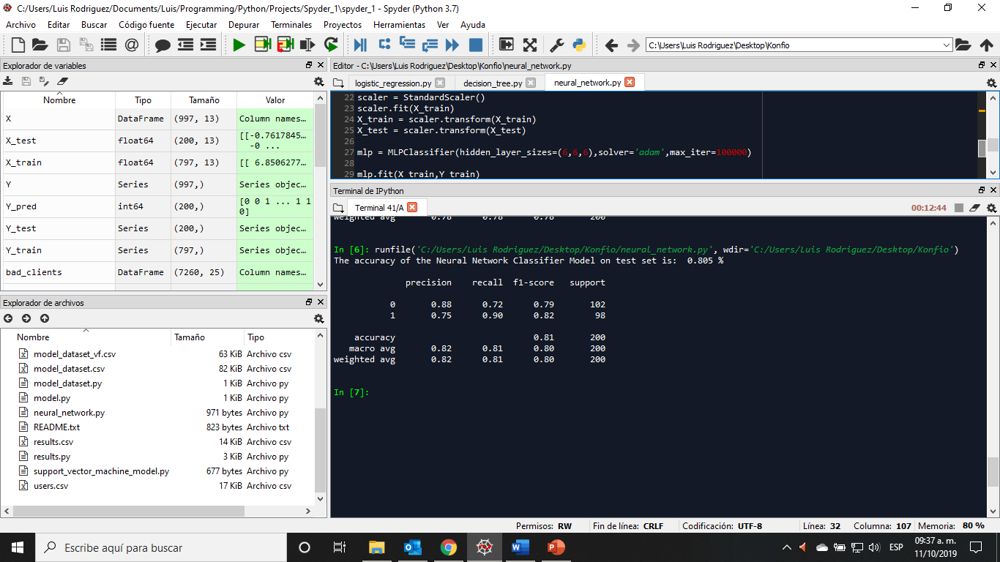 C:/Users/Luis Rodriguez/Documents/Luis/Programming/Python/Projects/Spyder_1\spyder_1 - Spyder (Python 3.7)
Archivo Editar Buscar Código fuente Ejecutar Depurar Terminales Proyectos Herramientas Ver Ayuda
C:\Users\Luis Rodriguez\Desktop\Konfio
Explorador de variables
Nombre Tipo Tamaño Valor
X DataFrame (997, 13) Column names…
X_test float64 (200, 13) [[-0.7617845…
-0 ...
X_train float64 (797, 13) [[ 6.8506277…
Y Series (997,) Series objec…
Y_pred int64 (200,) [0 0 1 ... 1 1
0]
Y_test Series (200,) Series objec…
Y_train Series (797,) Series objec…
bad_clients DataFrame (7260, 25) Column names…
Explorador de archivos
Nombre Tamaño Tipo
model_dataset_vf.csv 63 KiB Archivo csv
model_dataset.csv 82 KiB Archivo csv
model_dataset.py 1 KiB Archivo py
model.py 1 KiB Archivo py
neural_network.py 971 bytes Archivo py
README.txt 823 bytes Archivo txt
results.csv 14 KiB Archivo csv
results.py 3 KiB Archivo py
support_vector_machine_model.py 677 bytes Archivo py
users.csv 17 KiB Archivo csv
Editor - C:\Users\Luis Rodriguez\Desktop\Konfio\neural_network.py
logistic_regression.py decision_tree.py neural_network.py
22 scaler = StandardScaler()
23 scaler.fit(X_train)
24 X_train = scaler.transform(X_train)
25 X_test = scaler.transform(X_test)
26
27 mlp = MLPClassifier(hidden_layer_sizes=(6,6,6),solver='adam',max_iter=100000)
28
29 mlp.fit(X_train,Y_train)
Terminal de IPython
Terminal 41/A 00:12:44
weighted avg 0.78 0.78 0.78 200
In [6]: runfile('C:/Users/Luis Rodriguez/Desktop/Konfio/neural_network.py', wdir='C:/Users/Luis Rodriguez/Desktop/Konfio')
The accuracy of the Neural Network Classifier Model on test set is: 0.805 %
precision recall f1-score support
0 0.88 0.72 0.79 102
1 0.75 0.90 0.82 98
accuracy 0.81 200
macro avg 0.82 0.81 0.80 200
weighted avg 0.82 0.81 0.80 200
In [7]:
Permisos: RW Fin de línea: CRLF Codificación: UTF-8 Línea: 32 Columna: 107 Memoria: 80 %
Escribe aquí para buscar
ESP
09:37 a. m.
11/10/2019